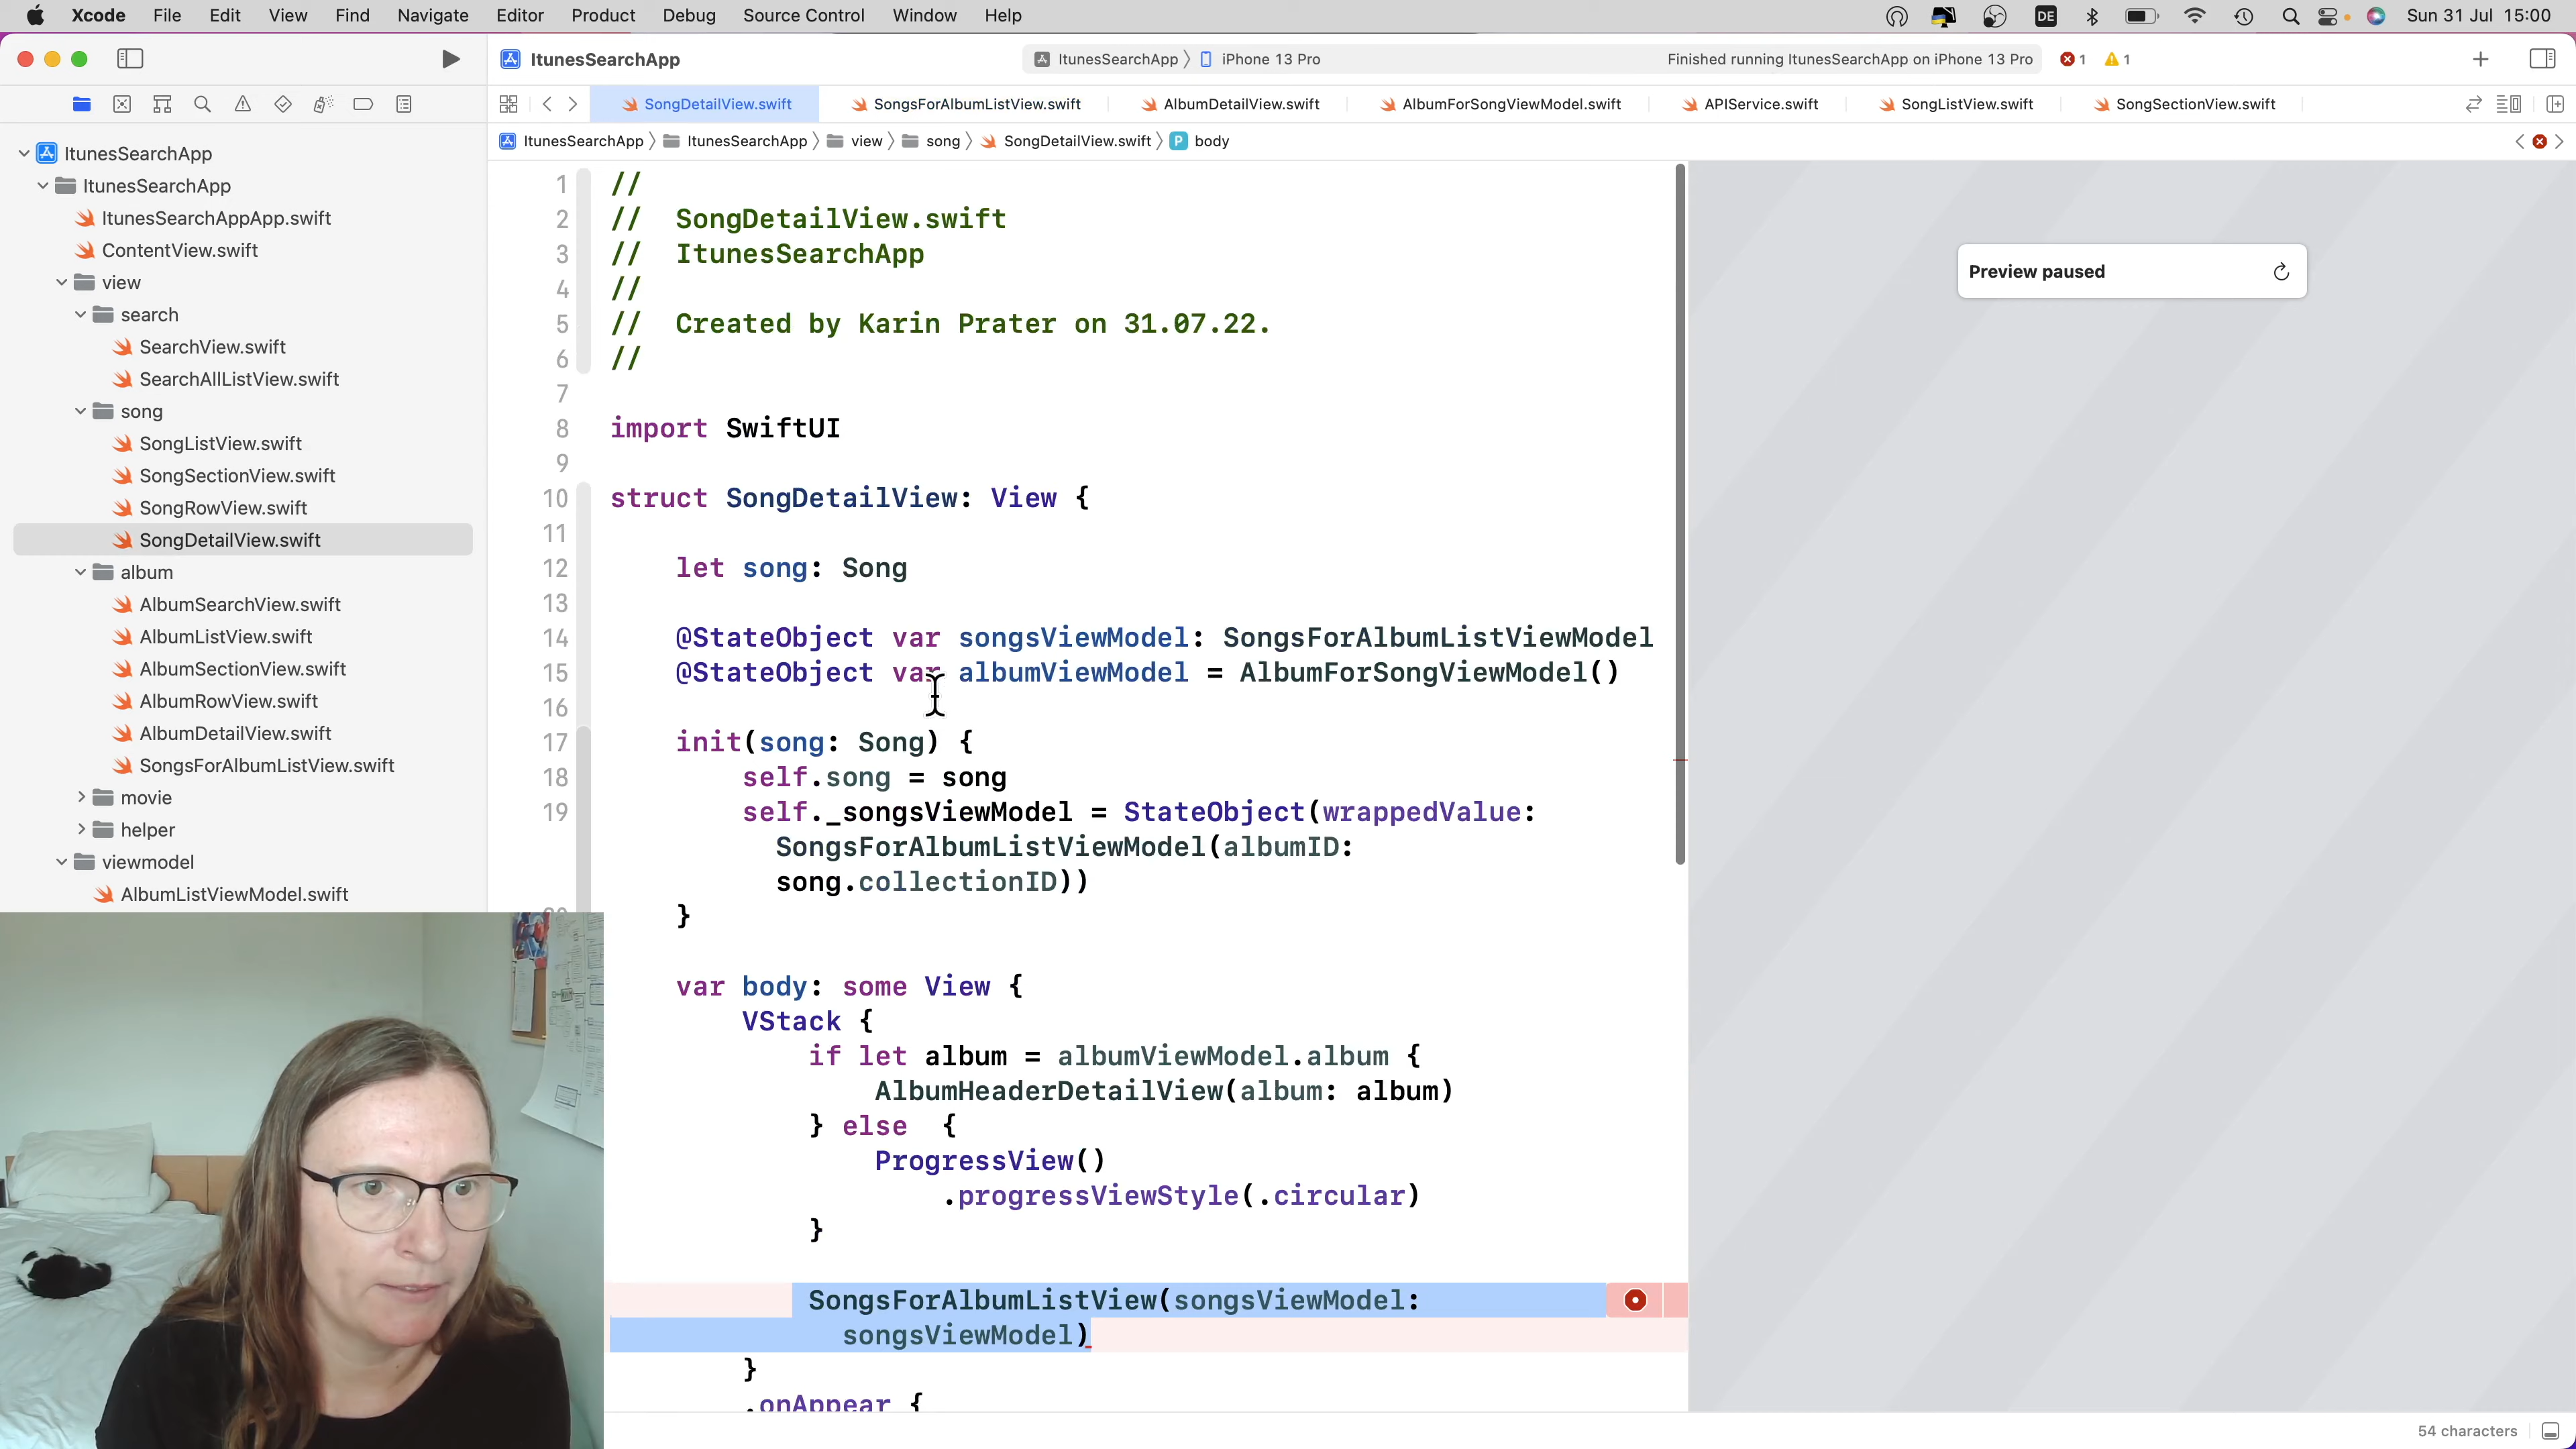 Xcode File Edit View Find Navigate Editor Product Debug Source Control Window Help DE Sun 31 Jul 15:00
ItunesSearchApp ItunesSearchApp iPhone 13 Pro Finished running ItunesSearchApp on iPhone 13 Pro 1 1
SongDetailView.swift SongsForAlbumListView.swift AlbumDetailView.swift AlbumForSongViewModel.swift APIService.swift SongListView.swift SongSectionView.swift
ItunesSearchApp ItunesSearchApp view song SongDetailView.swift P body
ItunesSearchApp
ItunesSearchApp
ItunesSearchAppApp.swift
ContentView.swift
view
search
SearchView.swift
SearchAllListView.swift
song
SongListView.swift
SongSectionView.swift
SongRowView.swift
SongDetailView.swift
album
AlbumSearchView.swift
AlbumListView.swift
AlbumSectionView.swift
AlbumRowView.swift
AlbumDetailView.swift
SongsForAlbumListView.swift
movie
helper
viewmodel
AlbumListViewModel.swift
1 //
2 // SongDetailView.swift
3 // ItunesSearchApp
4 //
5 // Created by Karin Prater on 31.07.22.
6 //
7
8 import SwiftUI
9
10 struct SongDetailView: View {
11
12 let song: Song
13
14 @StateObject var songsViewModel: SongsForAlbumListViewModel
15 @StateObject var albumViewModel = AlbumForSongViewModel()
16
17 init(song: Song) {
18 self.song = song
19 self._songsViewModel = StateObject(wrappedValue:
SongsForAlbumListViewModel(albumID:
song.collectionID))
}
var body: some View {
VStack {
if let album = albumViewModel.album {
AlbumHeaderDetailView(album: album)
} else {
ProgressView()
.progressViewStyle(.circular)
}
SongsForAlbumListView(songsViewModel:
songsViewModel)
}
.onAppear {
Preview paused
54 characters